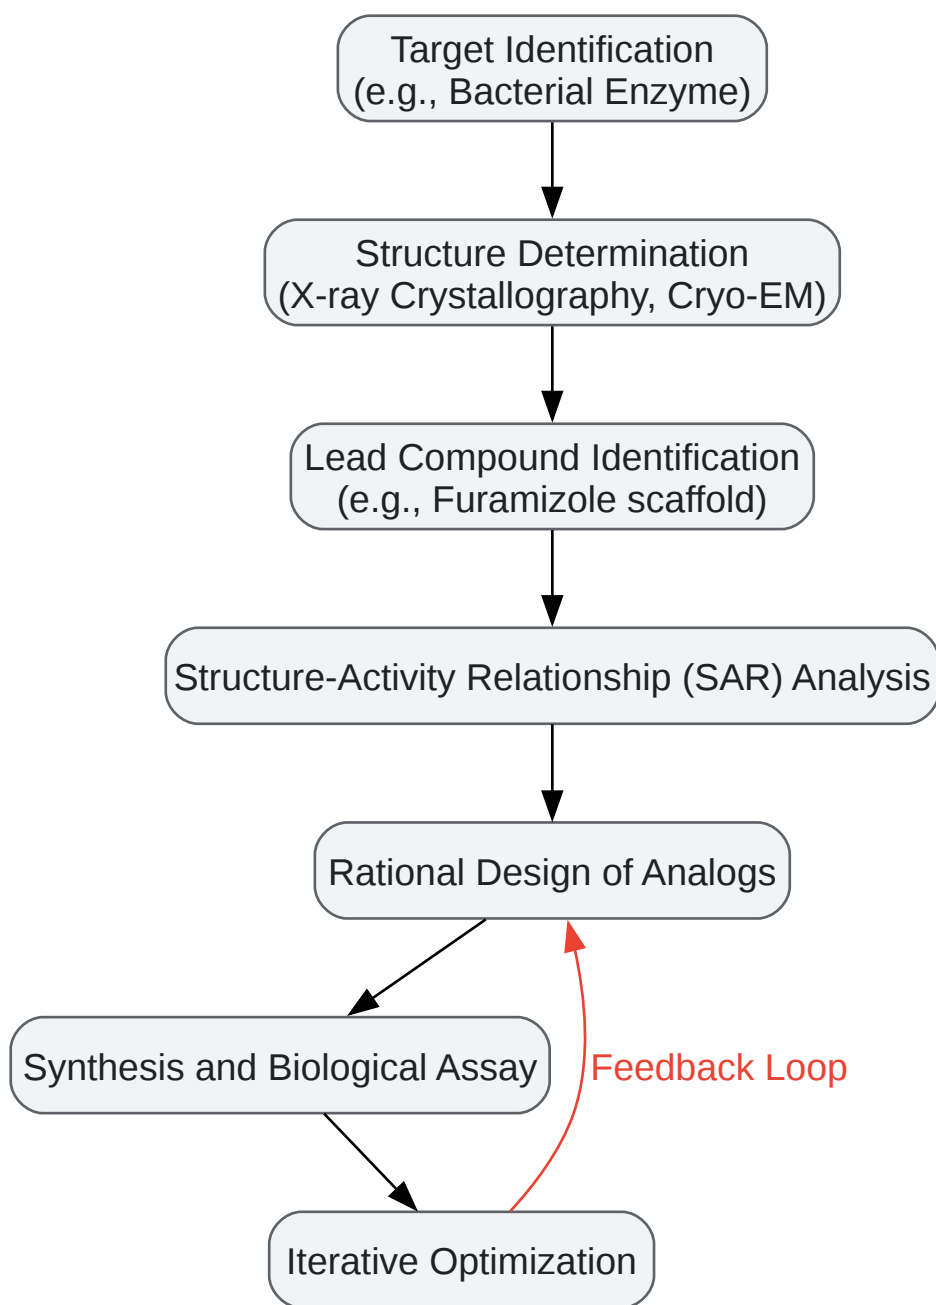 Target Identification
(e.g., Bacterial Enzyme)
Structure Determination
(X-ray Crystallography, Cryo-EM)
Lead Compound Identification
(e.g., Furamizole scaffold)
Structure-Activity Relationship (SAR) Analysis
Rational Design of Analogs
Synthesis and Biological Assay
Feedback Loop
Iterative Optimization